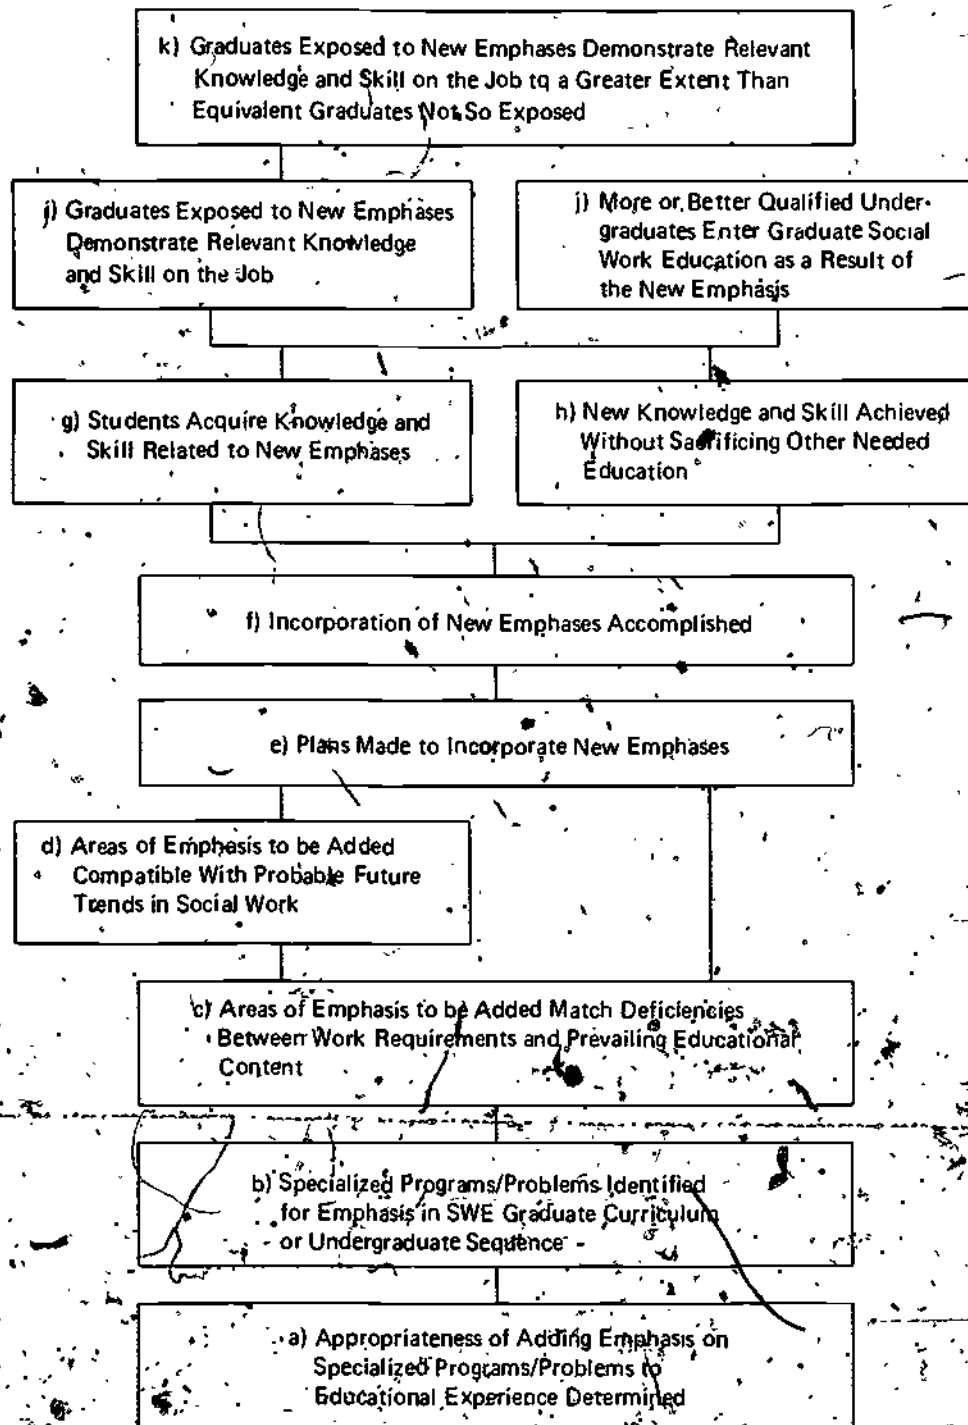 k) Graduates Exposed to New Emphases Demonstrate Relevant
Knowledge and Skill on the Job to a Greater Extent Than
Equivalent Graduates Not So Exposed
j) Graduates Exposed to New Emphases
Demonstrate Relevant Knowledge
and Skill on the Job
j) More or Better Qualified Under-
graduates Enter Graduate Social
Work Education as a Result of
the New Emphasis
g) Students Acquire Knowledge and
Skill Related to New Emphases
h) New Knowledge and Skill Achieved
Without Sacrificing Other Needed
Education
f) Incorporation of New Emphases Accomplished
e) Plans Made to Incorporate New Emphases
d) Areas of Emphasis to be Added
Compatible With Probable Future
Trends in Social Work
c) Areas of Emphasis to be Added Match Deficiencies
Between Work Requirements and Prevailing Educational
Content
b) Specialized Programs/Problems Identified
for Emphasis in SWE Graduate Curriculum
or Undergraduate Sequence
a) Appropriateness of Adding Emphasis on
Specialized Programs/Problems to
Educational Experience Determined